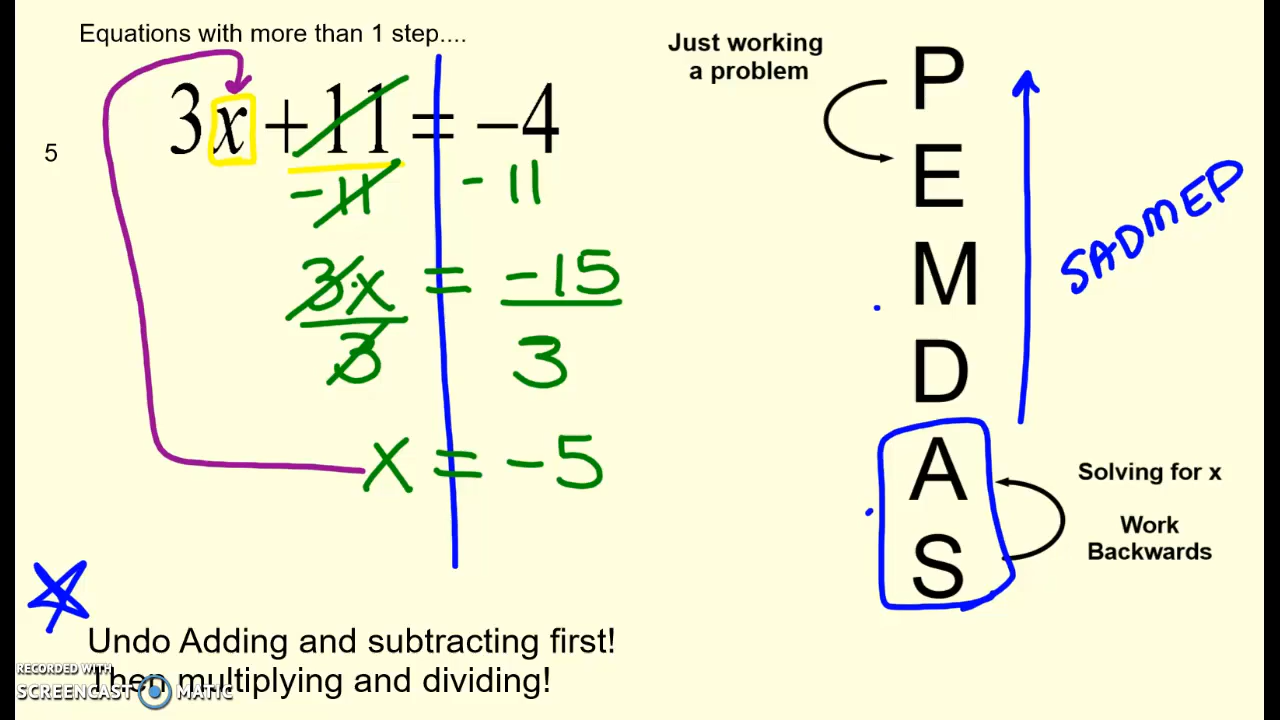 Equations with more than 1 step....
3x + 11 = −4
5
- 11 - 11
3·x = -15
3 3
x = -5
Undo Adding and subtracting first!
Then multiplying and dividing!
RECORDED WITH
SCREENCAST MATIC
Just working
a problem
P
E
M
D
A
S
SADMEP
Solving for x
Work
Backwards